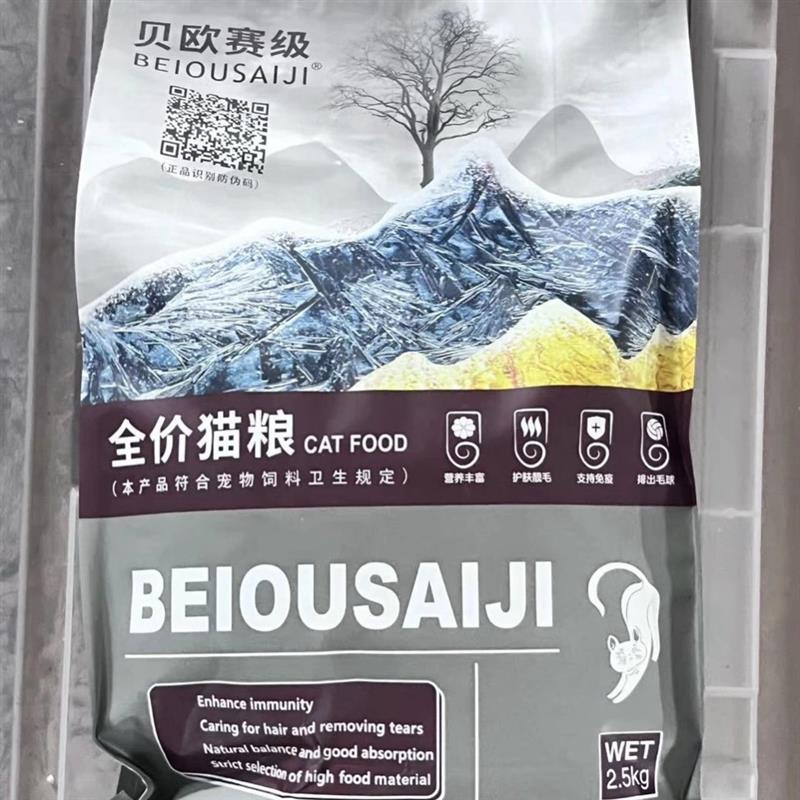 贝欧赛级
BEIOUSAIJI®
(正品识别防伪码)
全价猫粮 CAT FOOD
(本产品符合宠物饲料卫生规定)
营养丰富 护肤靓毛 支持免疫 排出毛球
BEIOUSAIJI
Enhance immunity
Caring for hair and removing tears
Natural balance and good absorption
strict selection of high food material
WET
2.5kg